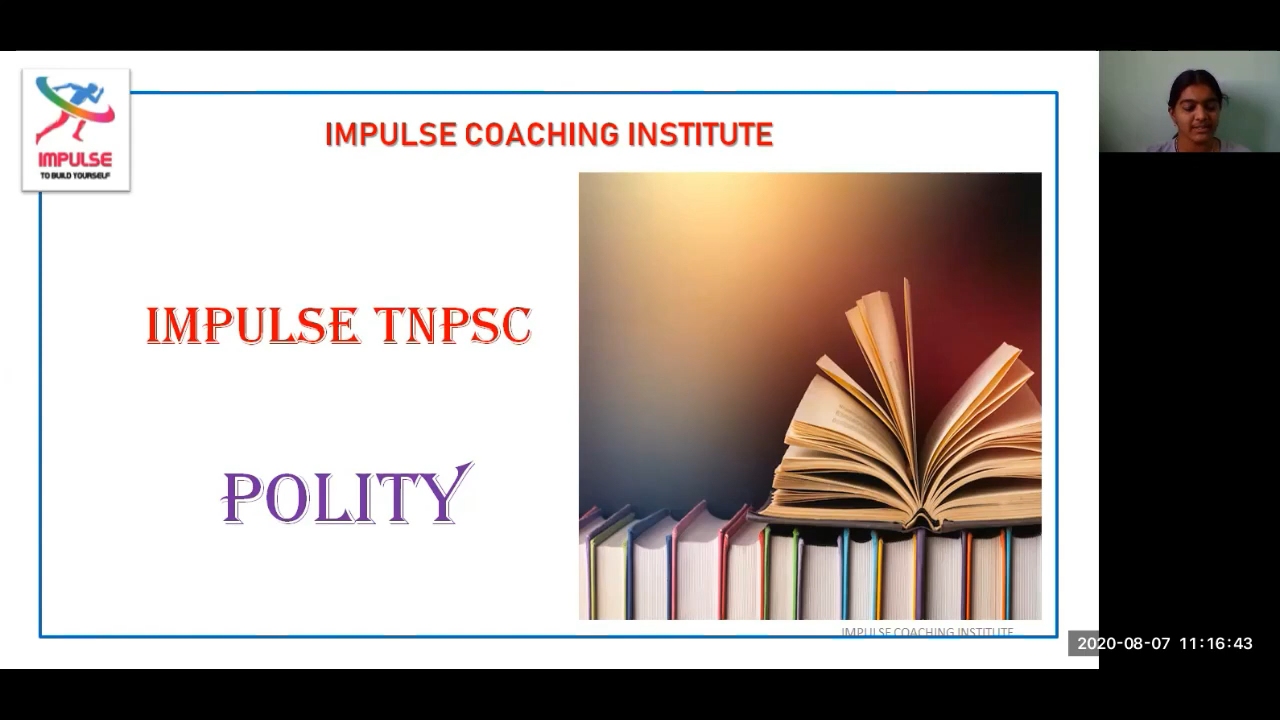 IMPULSE
TO BUILD YOURSELF
IMPULSE COACHING INSTITUTE
IMPULSE TNPSC
POLITY
IMPULSE COACHING INSTITUTE
2020-08-07 11:16:43